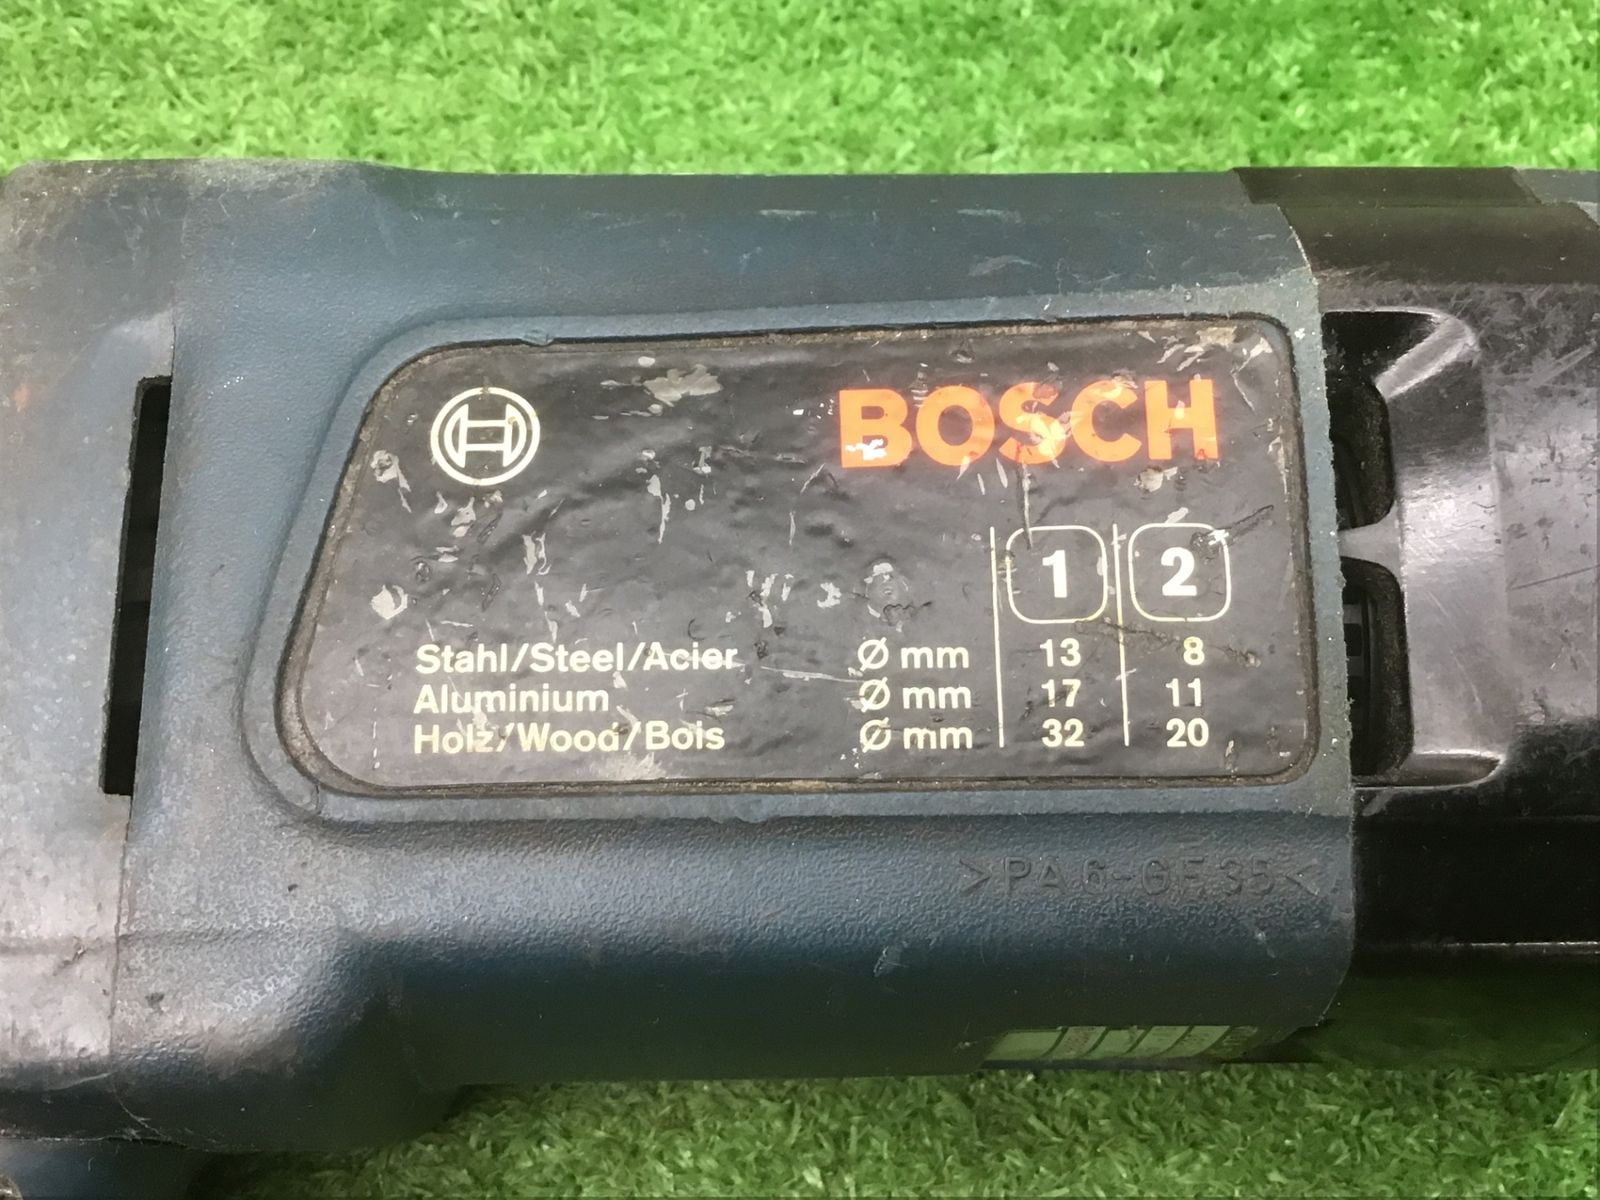 BOSCH
1 2
Stahl/Steel/Acier Ø mm 13 8
Aluminium Ø mm 17 11
Holz/Wood/Bois Ø mm 32 20
>PA 6-GF 35<